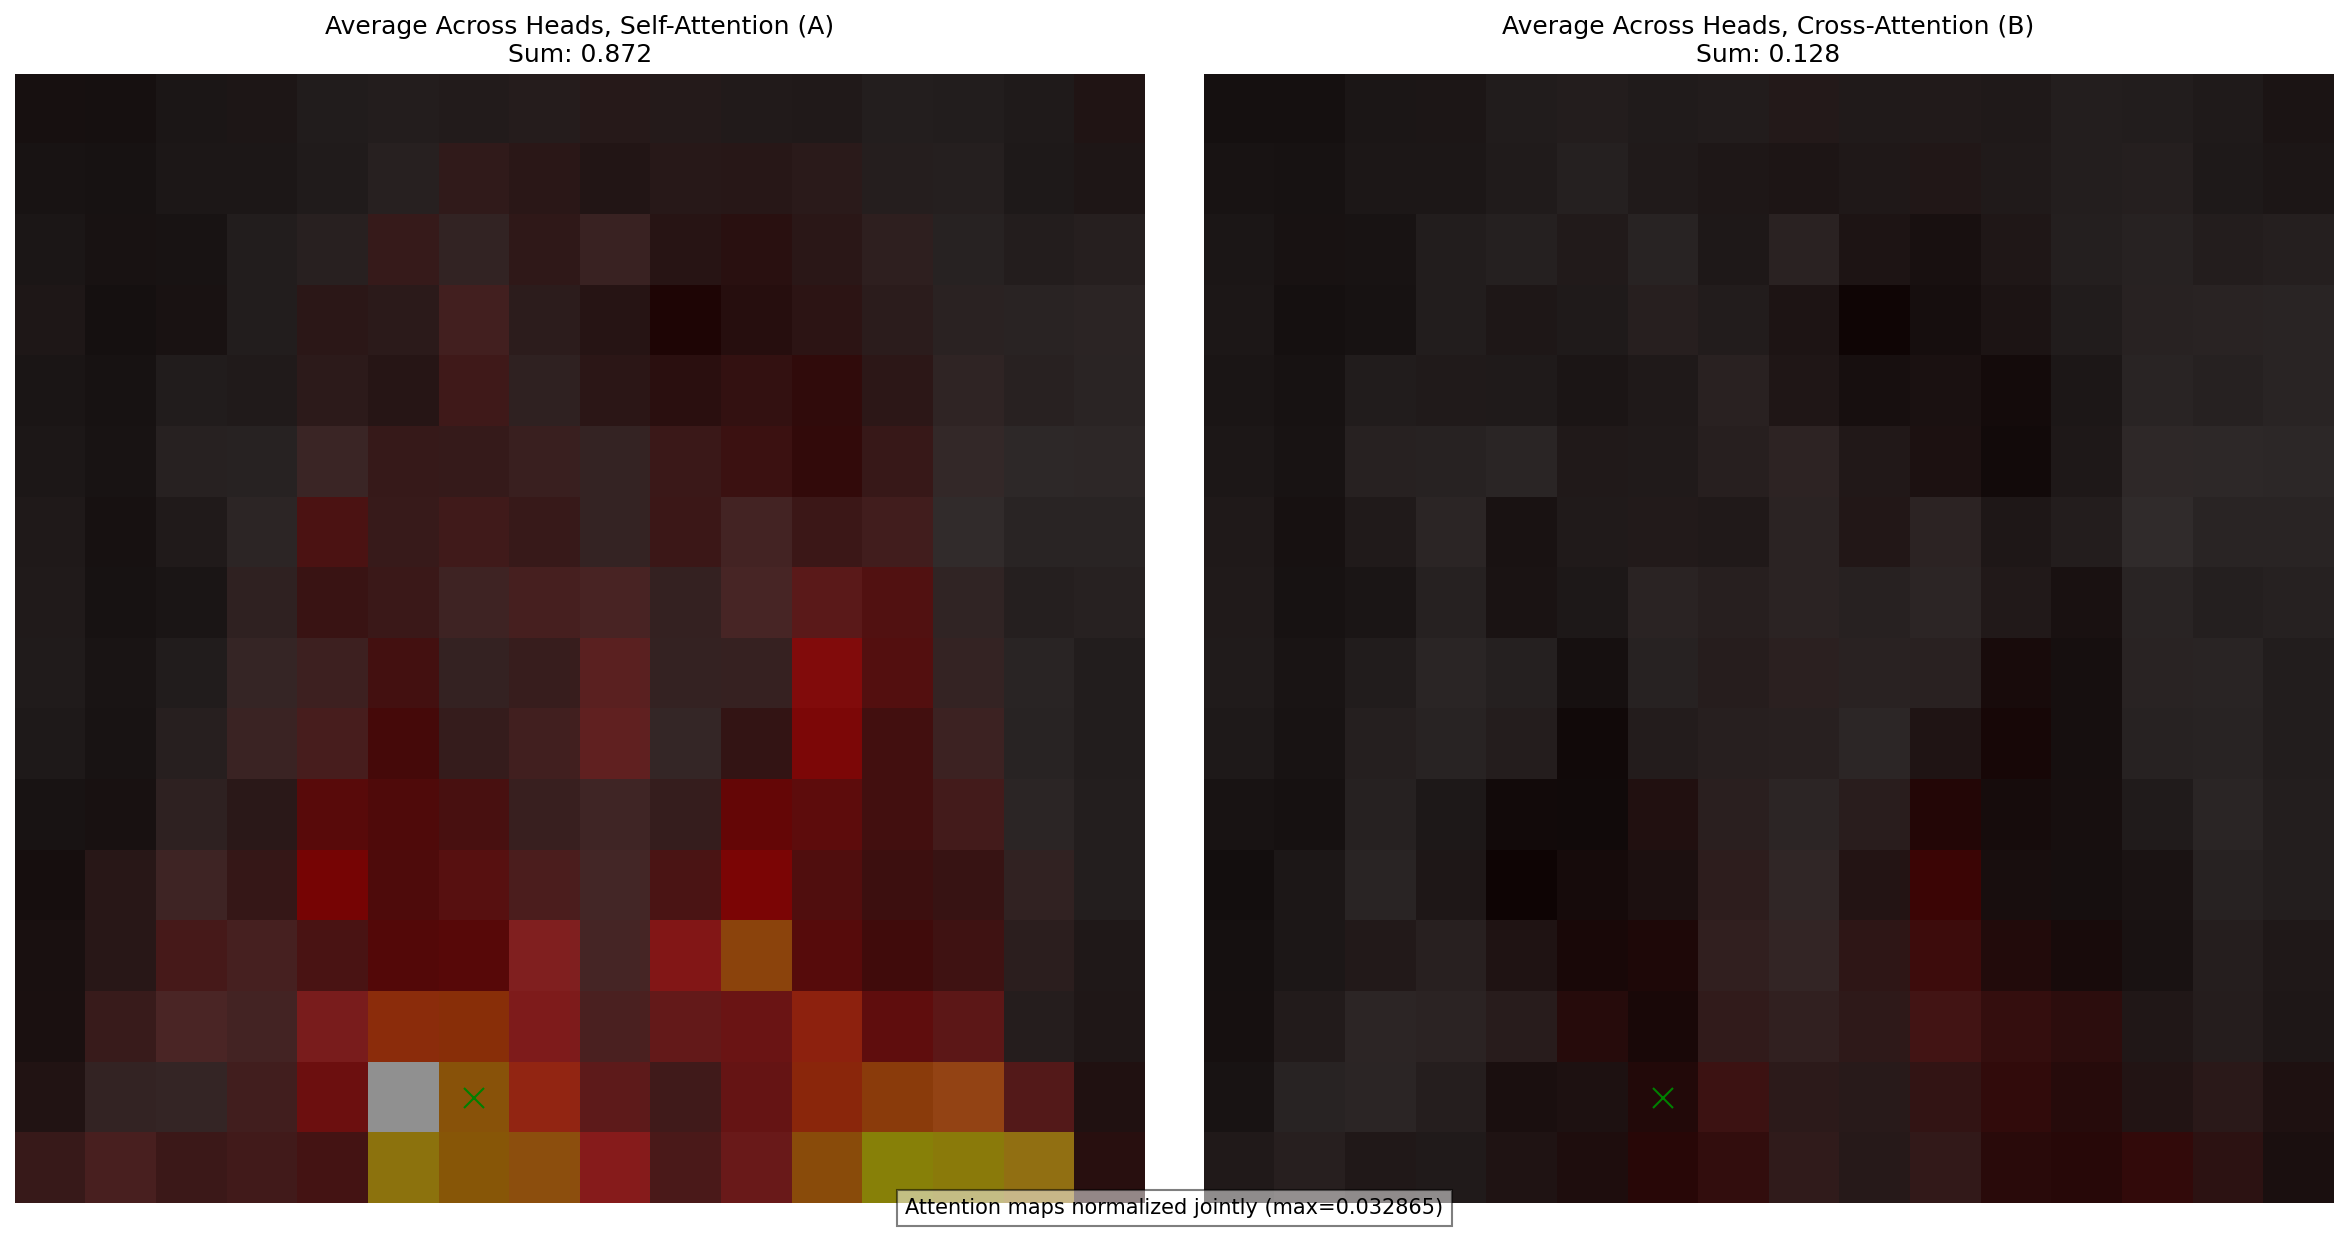 Average Across Heads, Self-Attention (A)
Sum: 0.872
Average Across Heads, Cross-Attention (B)
Sum: 0.128
Attention maps normalized jointly (max=0.032865)